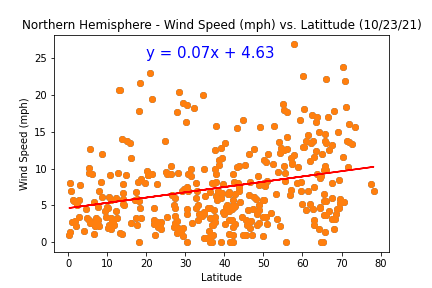 Northern Hemisphere - Wind Speed (mph) vs. Latittude (10/23/21)
y = 0.07x + 4.63
Wind Speed (mph)
25
20
15
10
5
0
0 10 20 30 40 50 60 70 80
Latitude